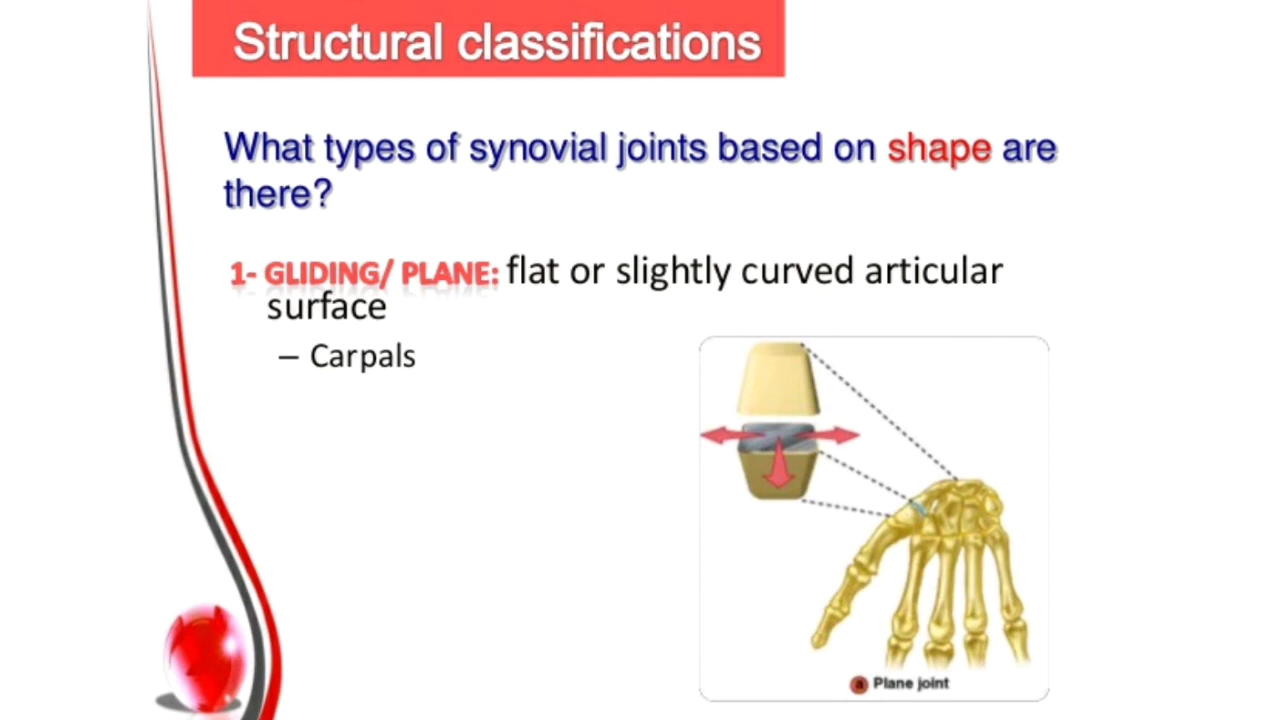 Structural classifications
What types of synovial joints based on shape are
there?
1- GLIDING/ PLANE: flat or slightly curved articular
surface
– Carpals
a Plane joint